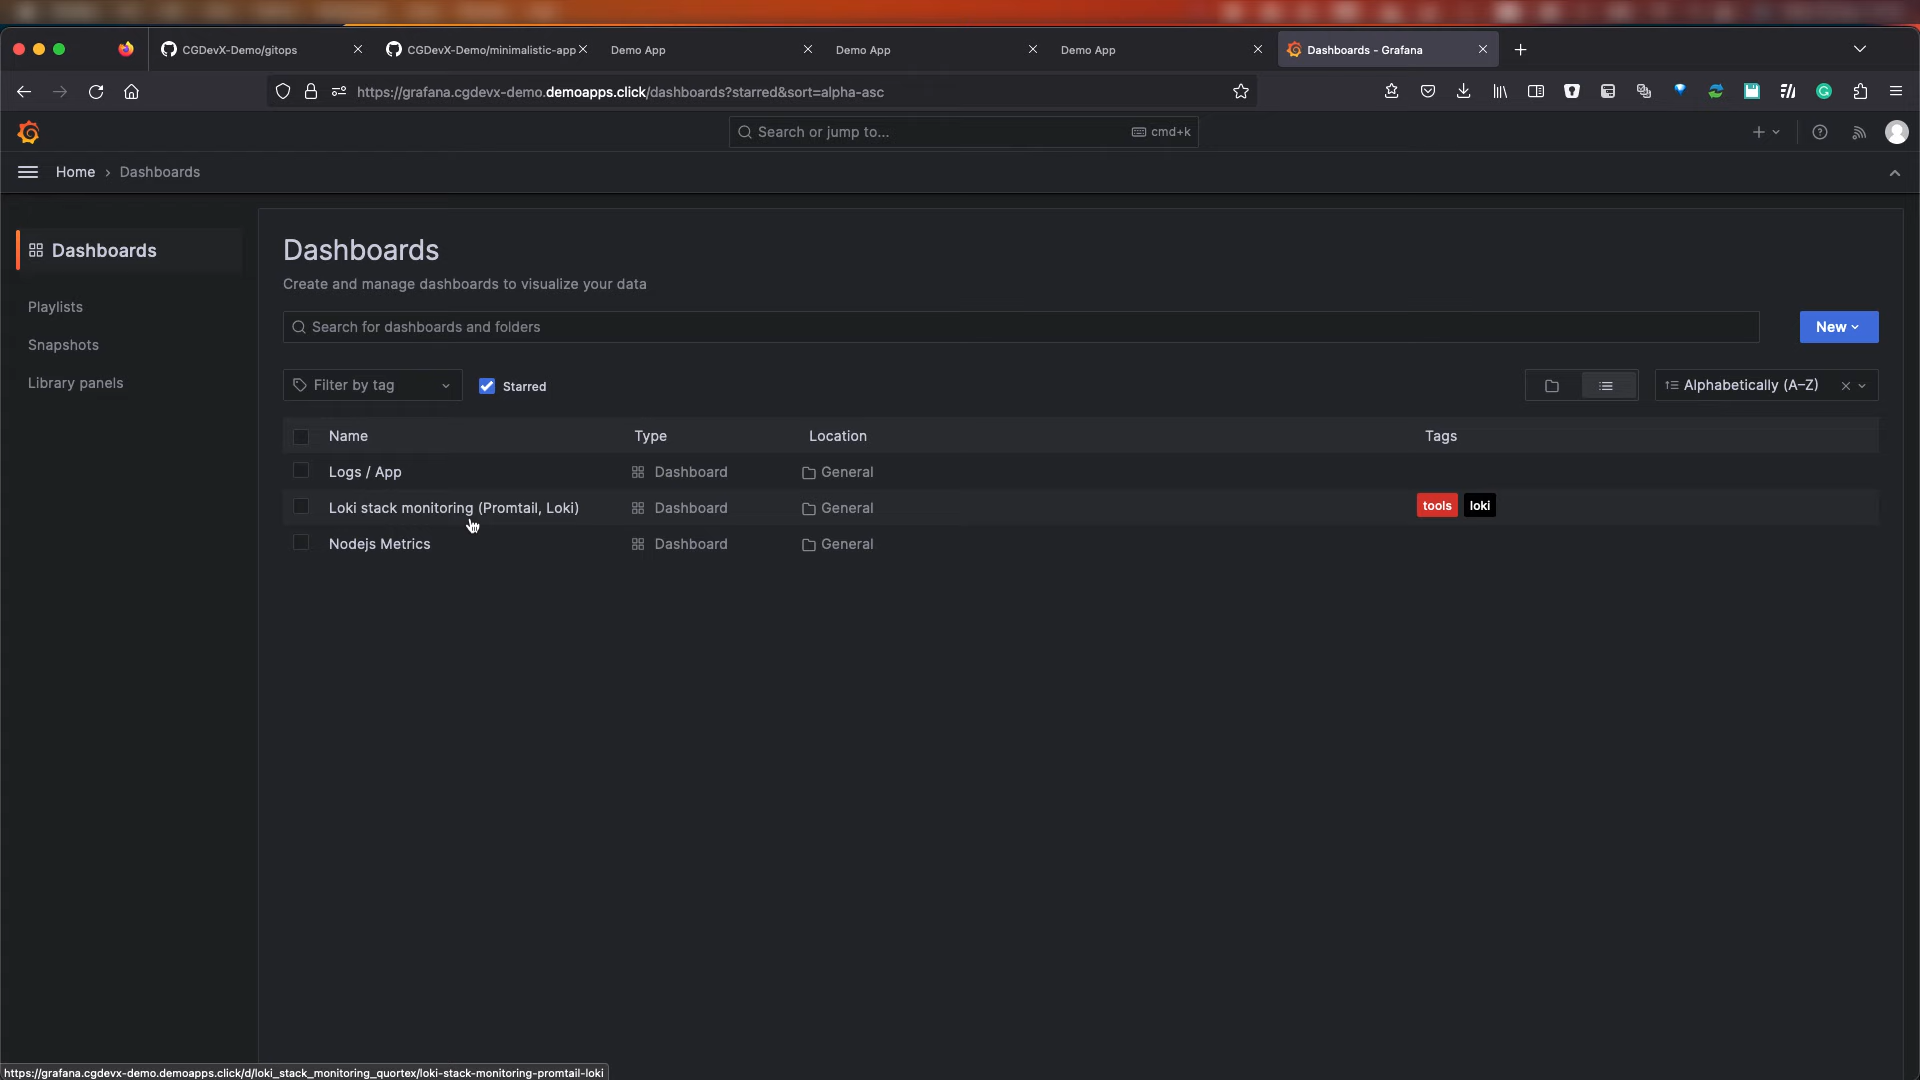 CGDevX-Demo/gitops
CGDevX-Demo/minimalistic-app
Demo App
Demo App
Demo App
Dashboards - Grafana
https://grafana.cgdevx-demo.demoapps.click/dashboards?starred&sort=alpha-asc
Search or jump to...
cmd+k
Home › Dashboards
Dashboards
Playlists
Snapshots
Library panels
Dashboards
Create and manage dashboards to visualize your data
Search for dashboards and folders
New
Filter by tag
Starred
Alphabetically (A–Z)
Name Type Location Tags
Logs / App Dashboard General
Loki stack monitoring (Promtail, Loki) Dashboard General tools loki
Nodejs Metrics Dashboard General
https://grafana.cgdevx-demo.demoapps.click/d/loki_stack_monitoring_quortex/loki-stack-monitoring-promtail-loki